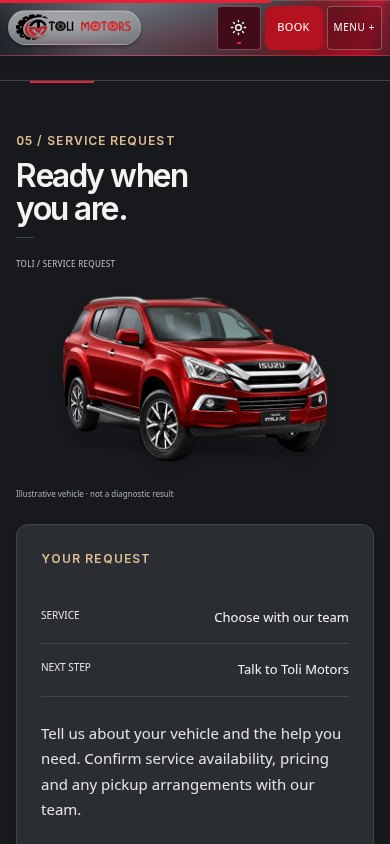 TOLI MOTORS
BOOK
MENU +
05 / SERVICE REQUEST
Ready when
you are.
TOLI / SERVICE REQUEST
ISUZU
MU-X
Illustrative vehicle · not a diagnostic result
YOUR REQUEST
SERVICE Choose with our team
NEXT STEP Talk to Toli Motors
Tell us about your vehicle and the help you
need. Confirm service availability, pricing
and any pickup arrangements with our
team.